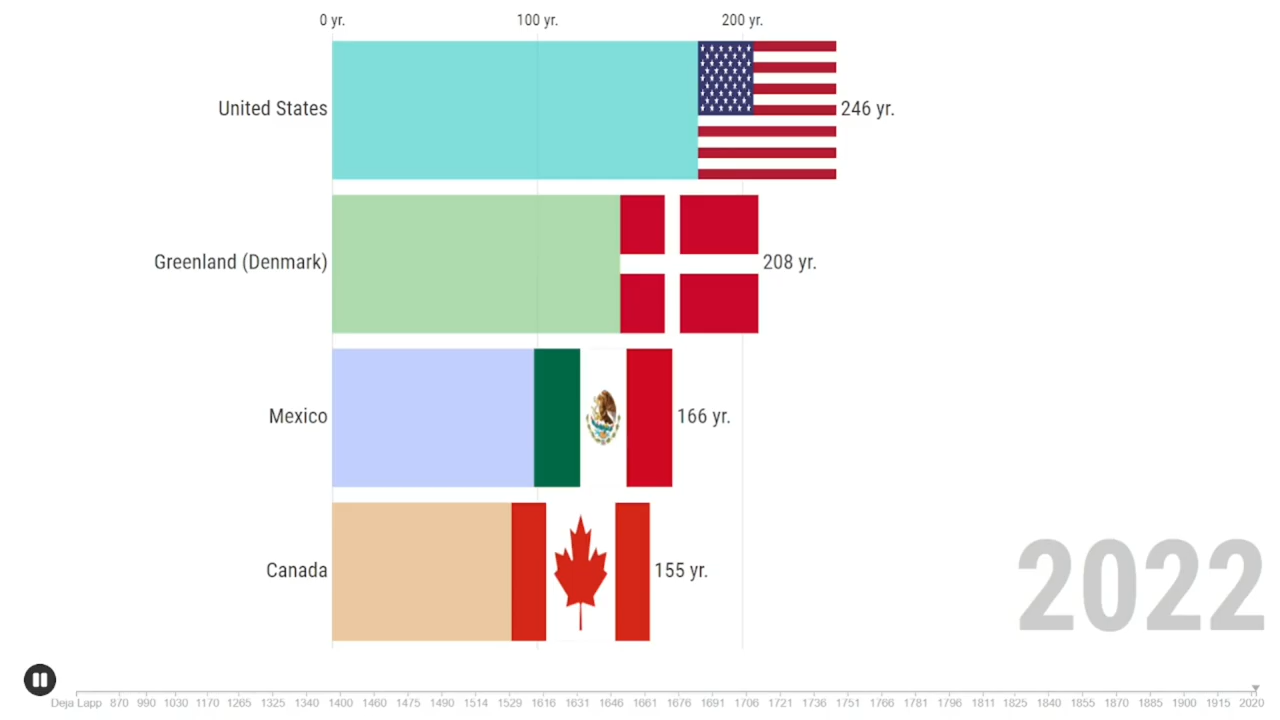 0 yr. 100 yr. 200 yr.
United States 246 yr.
Greenland (Denmark) 208 yr.
Mexico 166 yr.
Canada 155 yr.
2022
Deja Lapp 870 990 1030 1170 1265 1325 1340 1400 1460 1475 1490 1514 1529 1616 1631 1646 1661 1676 1691 1706 1721 1736 1751 1766 1781 1796 1811 1825 1840 1855 1870 1885 1900 1915 2020